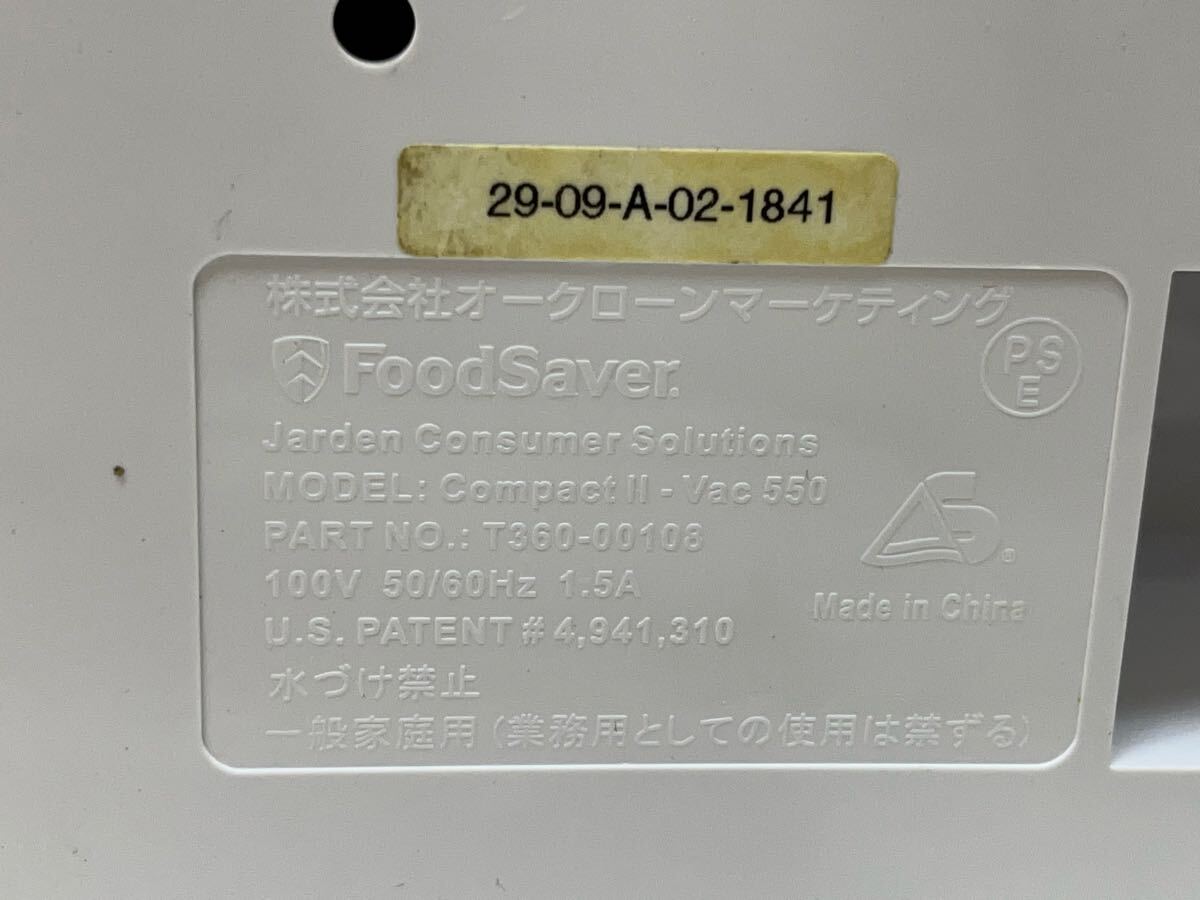 29-09-A-02-1841
株式会社オークローンマーケティング
FoodSaver.
PS
E
Jarden Consumer Solutions
MODEL: Compact II - Vac 550
PART NO.: T360-00108
100V 50/60Hz 1.5A
Made in China
U.S. PATENT # 4,941,310
水づけ禁止
一般家庭用(業務用としての使用は禁ずる)